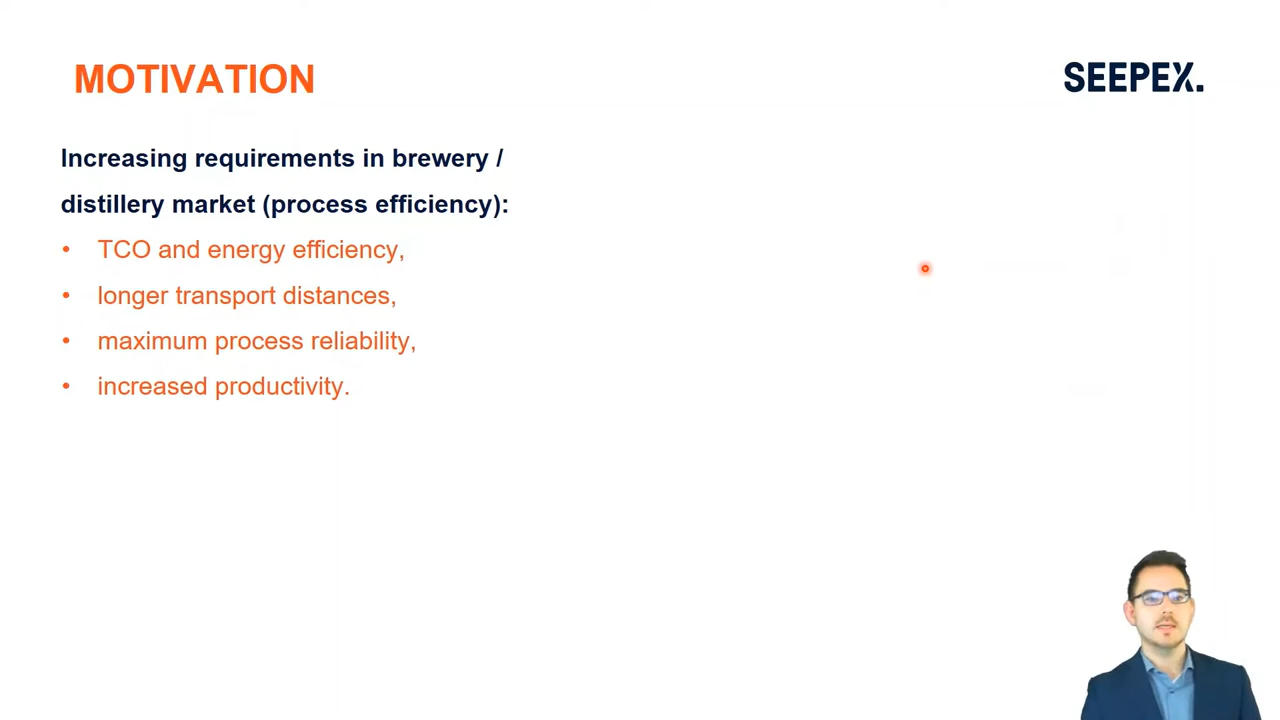 MOTIVATION
SEEPEX.
Increasing requirements in brewery /
distillery market (process efficiency):
• TCO and energy efficiency,
• longer transport distances,
• maximum process reliability,
• increased productivity.